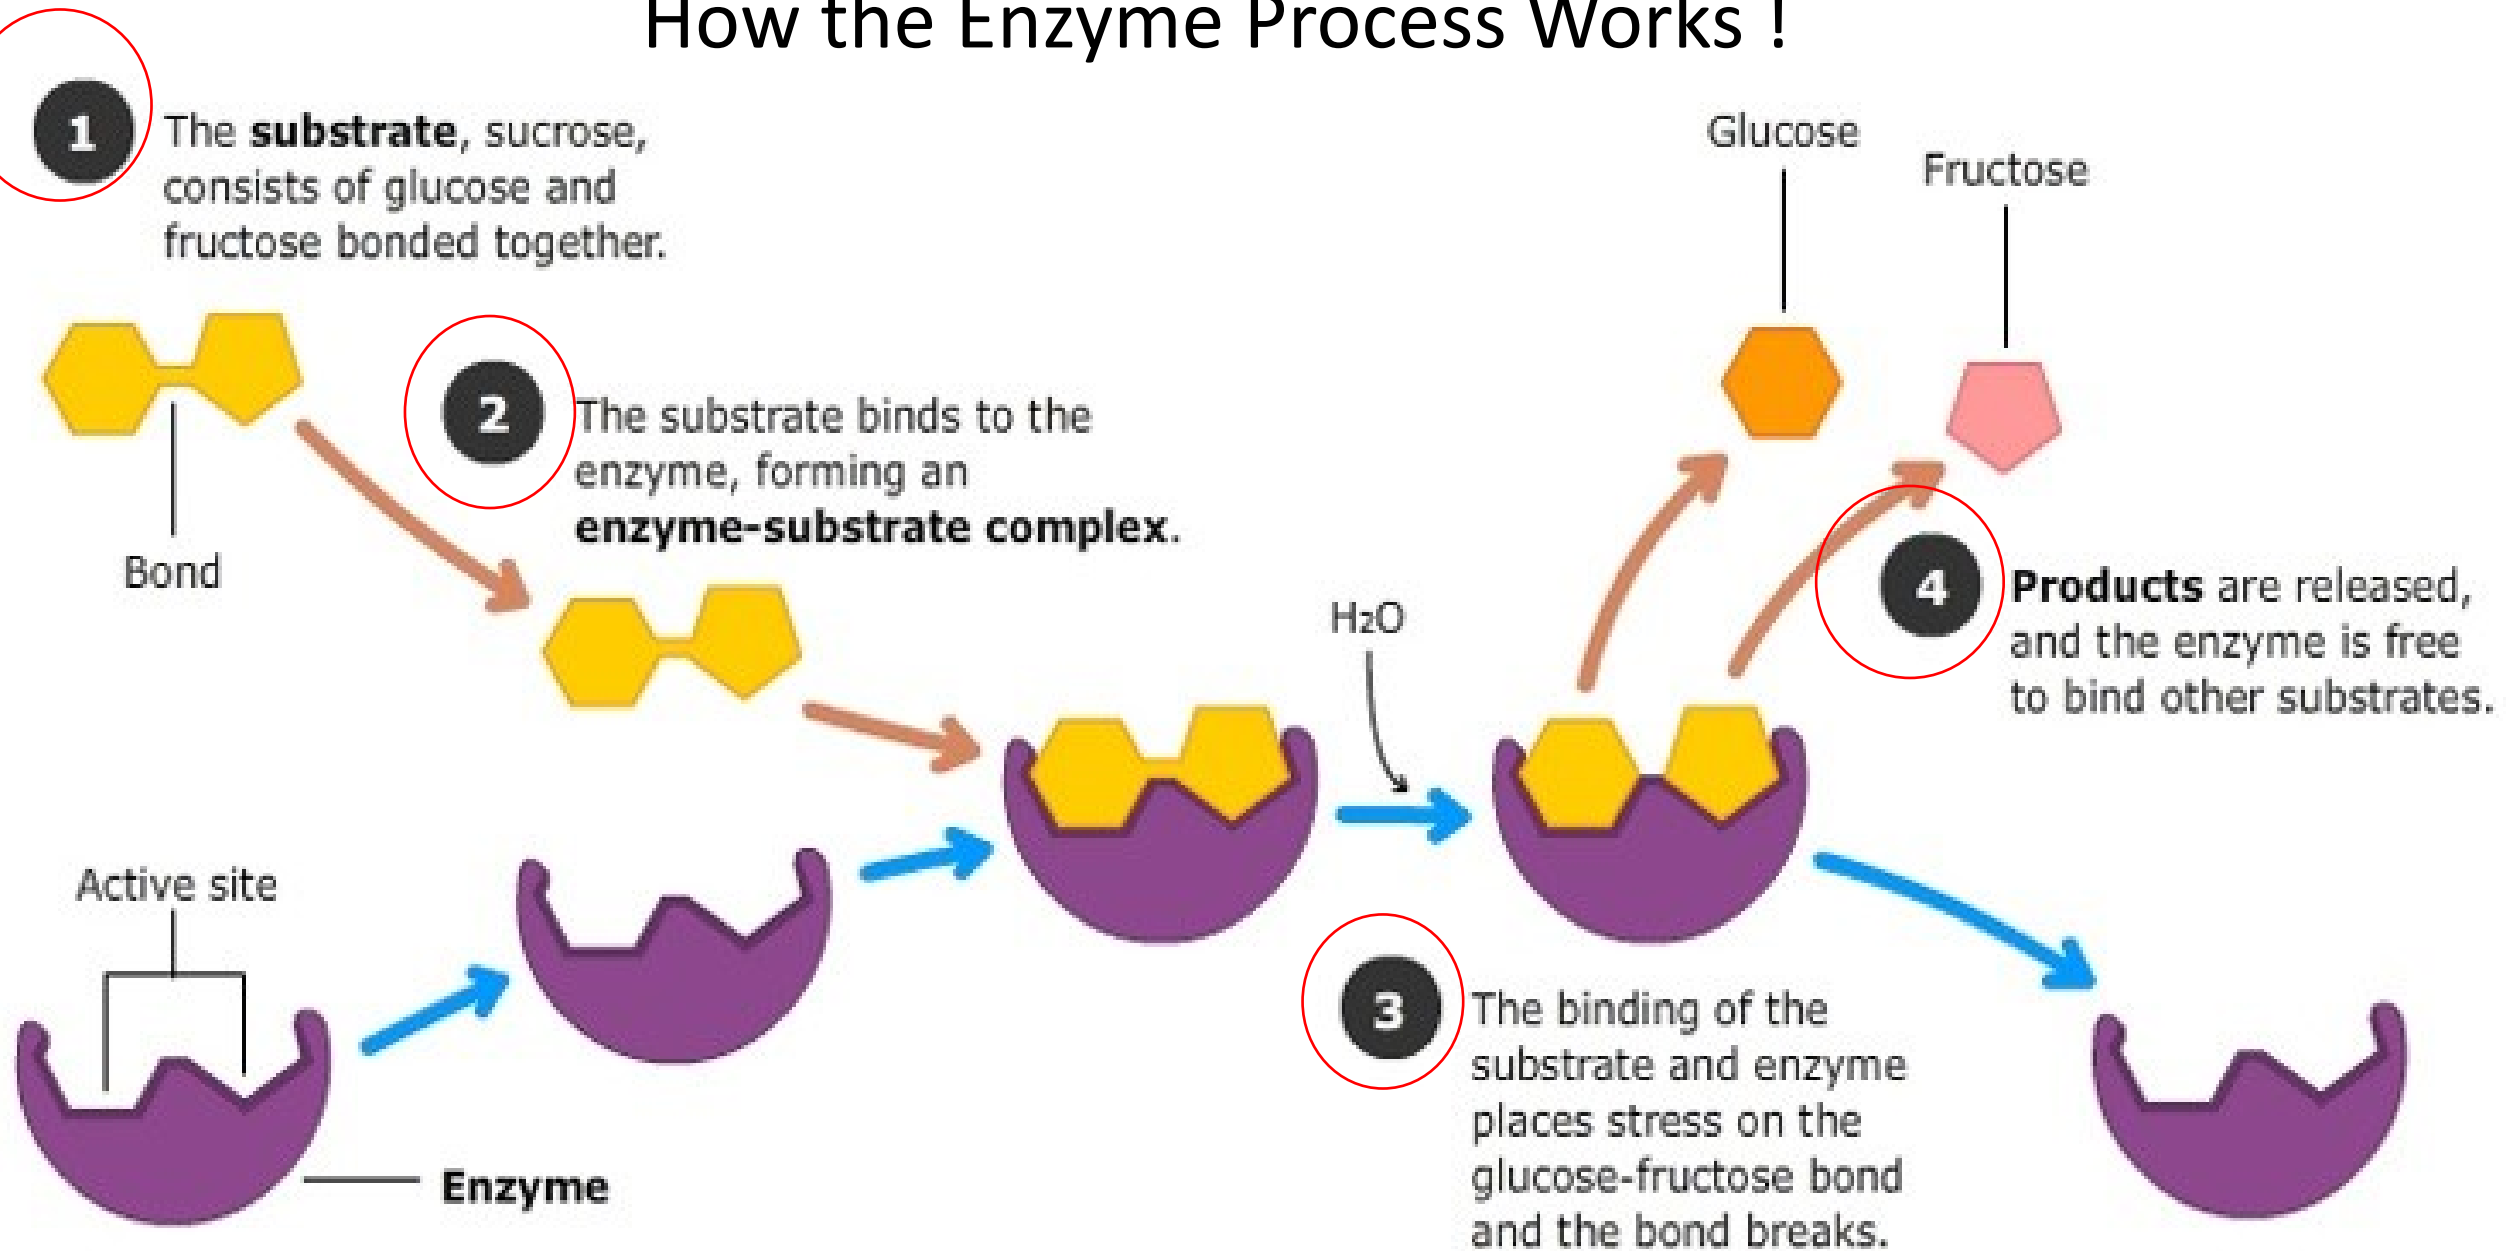 How the Enzyme Process Works !
1
The substrate, sucrose,
consists of glucose and
fructose bonded together.
Bond
2
The substrate binds to the
enzyme, forming an
enzyme-substrate complex.
Active site
Enzyme
H2O
3
The binding of the
substrate and enzyme
places stress on the
glucose-fructose bond
and the bond breaks.
Glucose
Fructose
4
Products are released,
and the enzyme is free
to bind other substrates.